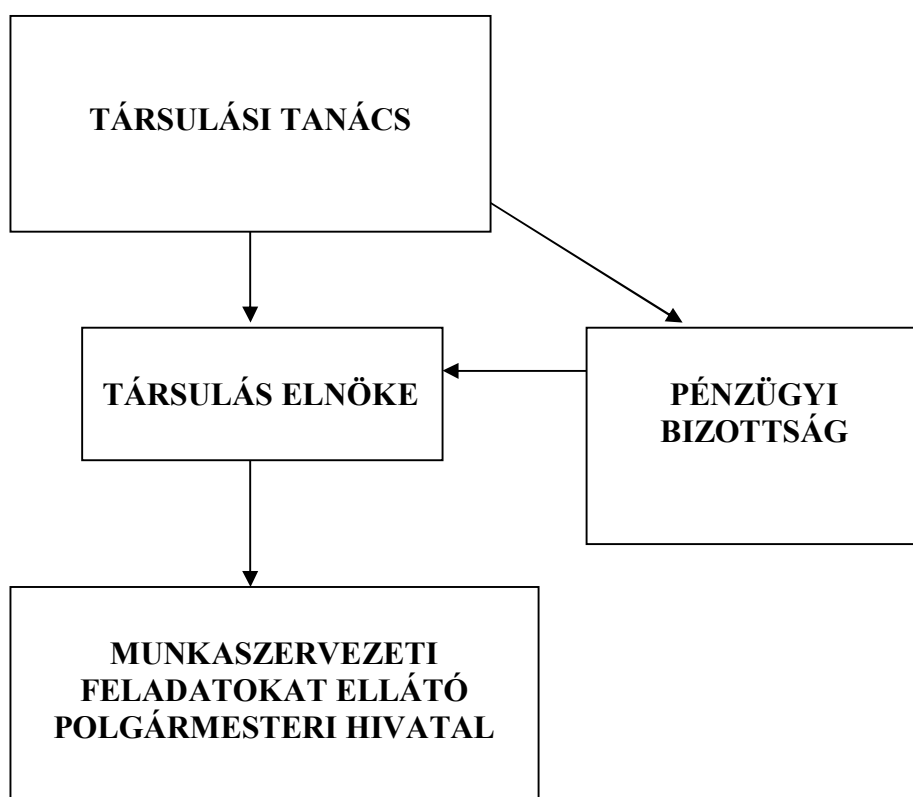 TÁRSULÁSI TANÁCS
TÁRSULÁS ELNÖKE
PÉNZÜGYI
BIZOTTSÁG
MUNKASZERVEZETI
FELADATOKAT ELLÁTÓ
POLGÁRMESTERI HIVATAL